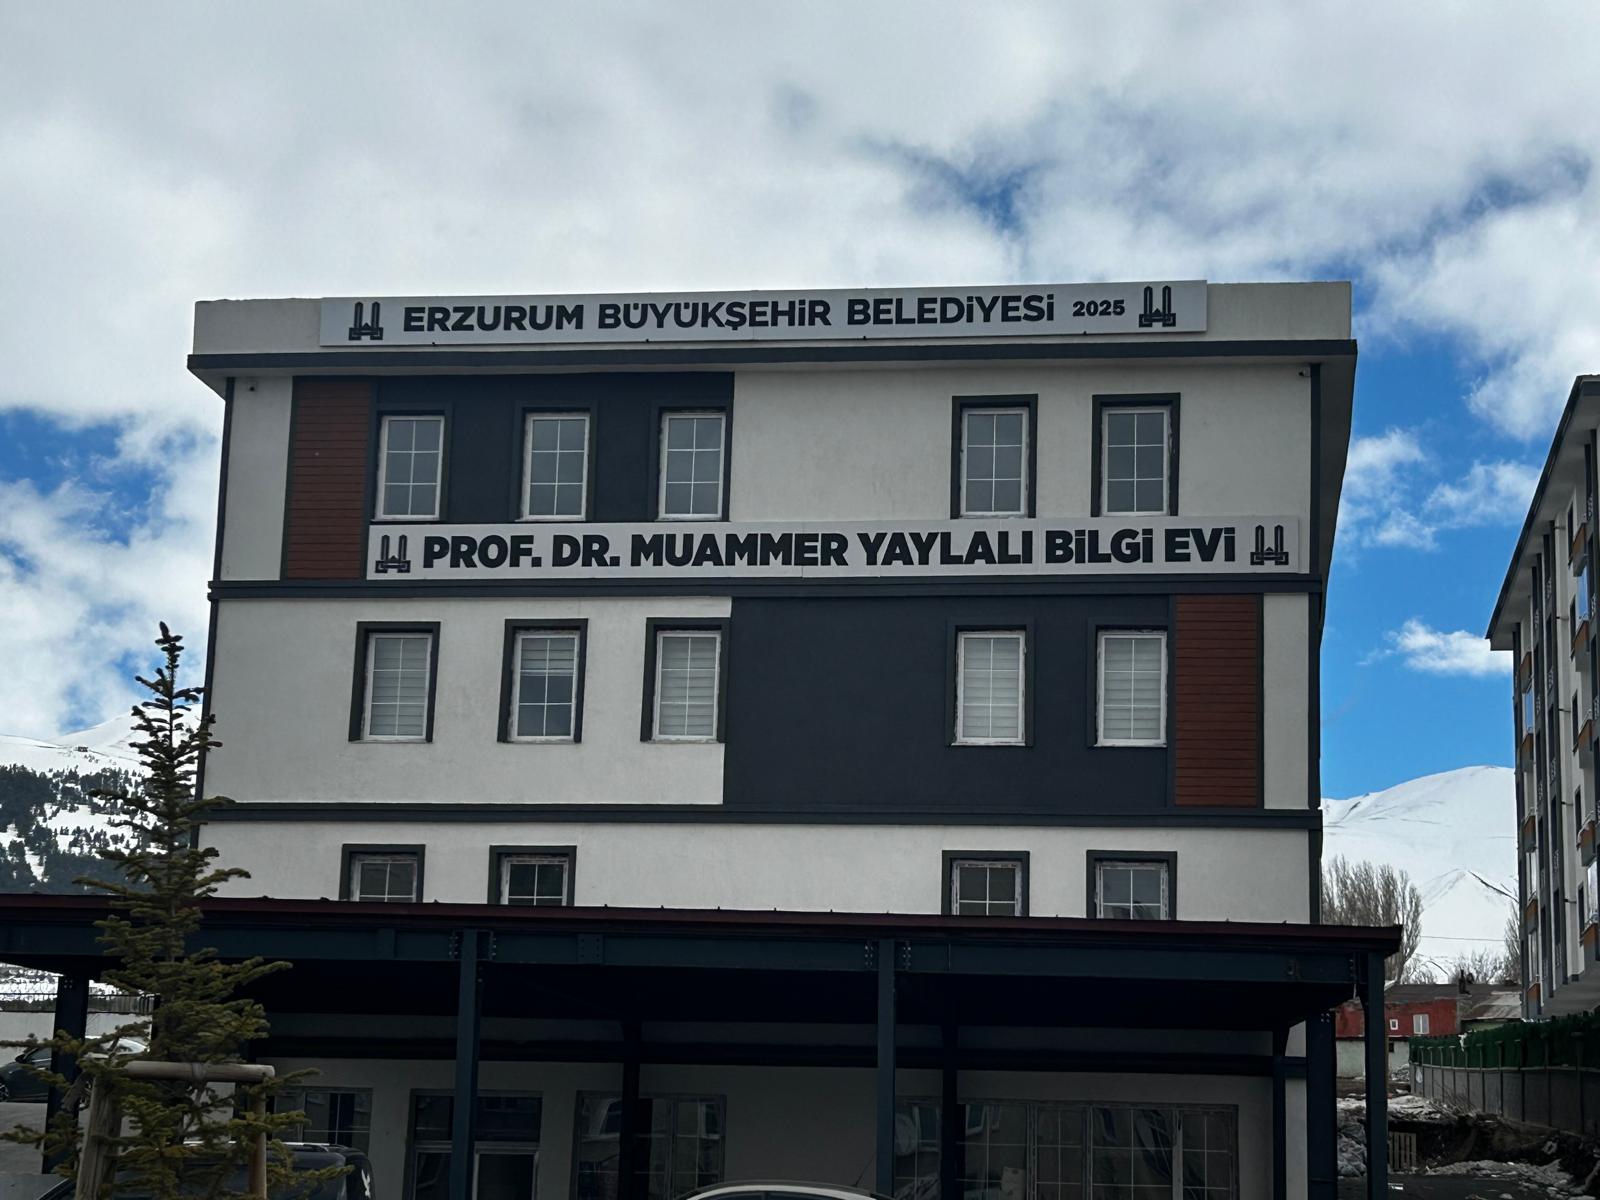 ERZURUM BÜYÜKŞEHİR BELEDİYESİ 2025
PROF. DR. MUAMMER YAYLALI BİLGİ EVİ